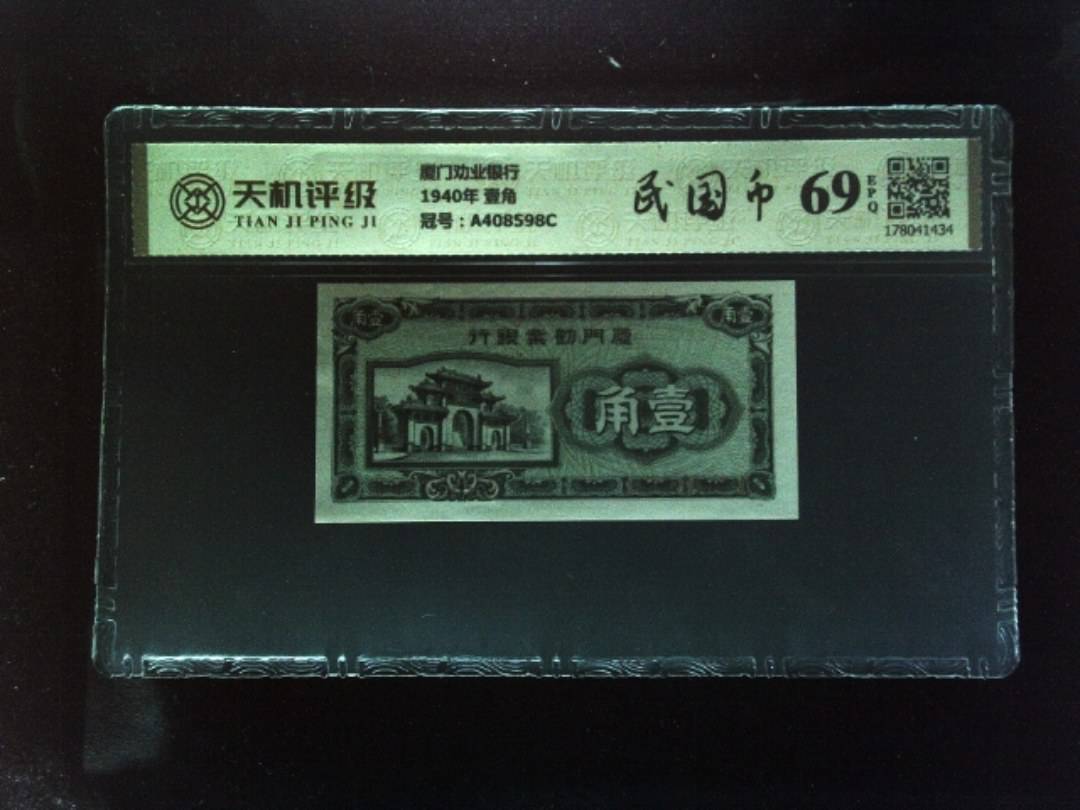 天机评级
TIAN JI PING JI
厦门劝业银行
1940年 壹角
冠号：A408598C
民国币
69
EPQ
178041434
壹角
壹角
行銀業勸門廈
角壹